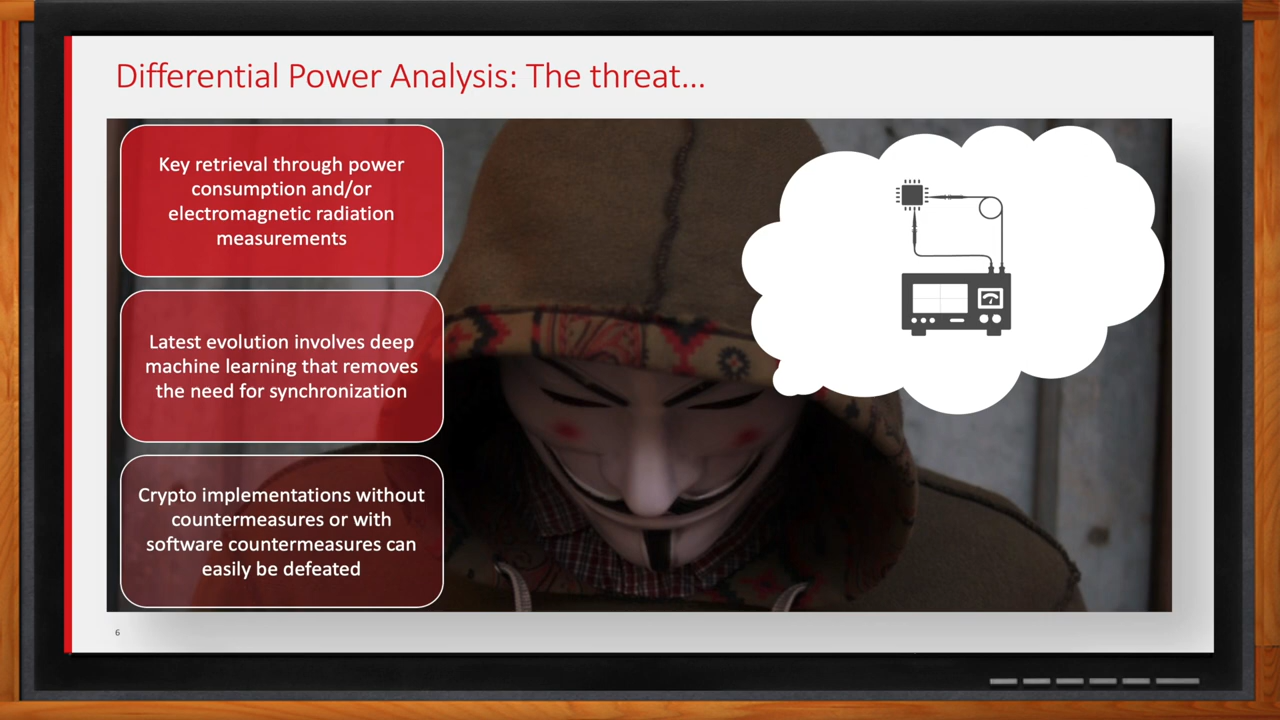 Differential Power Analysis: The threat...
Key retrieval through power
consumption and/or
electromagnetic radiation
measurements
Latest evolution involves deep
machine learning that removes
the need for synchronization
Crypto implementations without
countermeasures or with
software countermeasures can
easily be defeated
6